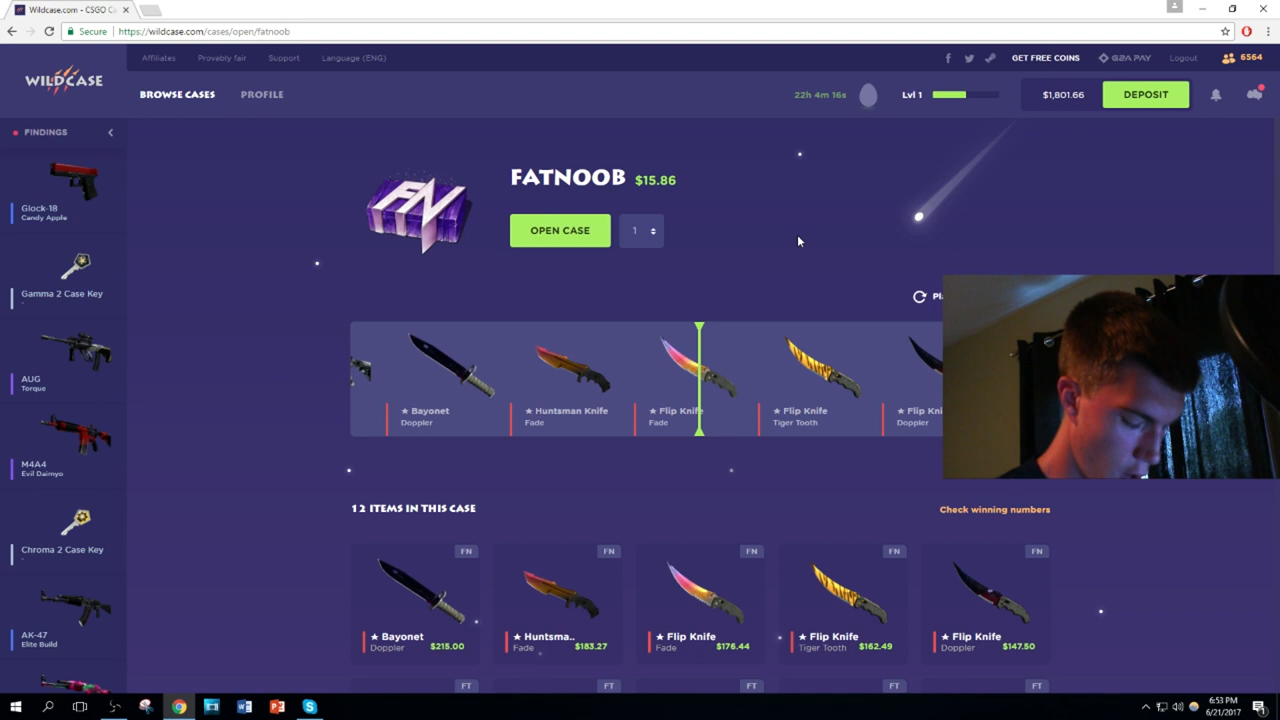 Wildcase.com - CSGO C
Secure
https://wildcase.com/cases/open/fatnoob
WILDCASE
Affiliates
Provably fair
Support
Language (ENG)
GET FREE COINS
G2A PAY
Logout
6564
BROWSE CASES
PROFILE
22h 4m 16s
Lvl 1
$1,801.66
DEPOSIT
FINDINGS
Glock-18
Candy Apple
Gamma 2 Case Key
-
AUG
Torque
M4A4
Evil Daimyo
Chroma 2 Case Key
-
AK-47
Elite Build
FN
FATNOOB $15.86
OPEN CASE
1
★ Bayonet
Doppler
★ Huntsman Knife
Fade
★ Flip Knife
Fade
★ Flip Knife
Tiger Tooth
★ Flip Kni
Doppler
12 ITEMS IN THIS CASE
Check winning numbers
FN
★ Bayonet
Doppler $215.00
FN
★ Huntsma..
Fade $183.27
FN
★ Flip Knife
Fade $176.44
FN
★ Flip Knife
Tiger Tooth $162.49
FN
★ Flip Knife
Doppler $147.50
FT
FT
FT
FT
FT
6:53 PM
6/21/2017